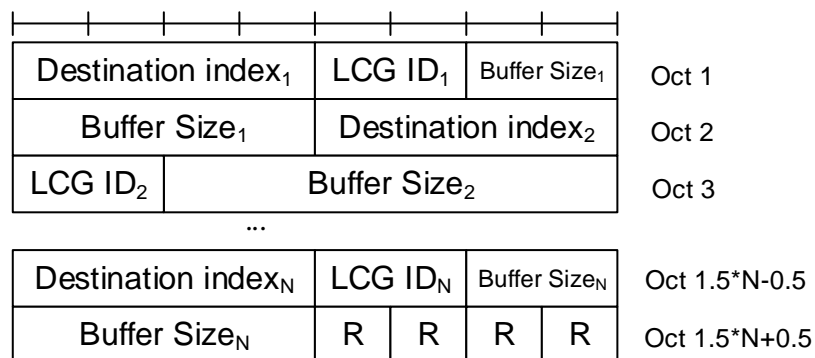 Destination index₁ LCG ID₁ Buffer Size₁ Oct 1
Buffer Size₁ Destination index₂ Oct 2
LCG ID₂ Buffer Size₂ Oct 3
...
Destination indexN LCG IDN Buffer SizeN Oct 1.5*N-0.5
Buffer SizeN R R R R Oct 1.5*N+0.5